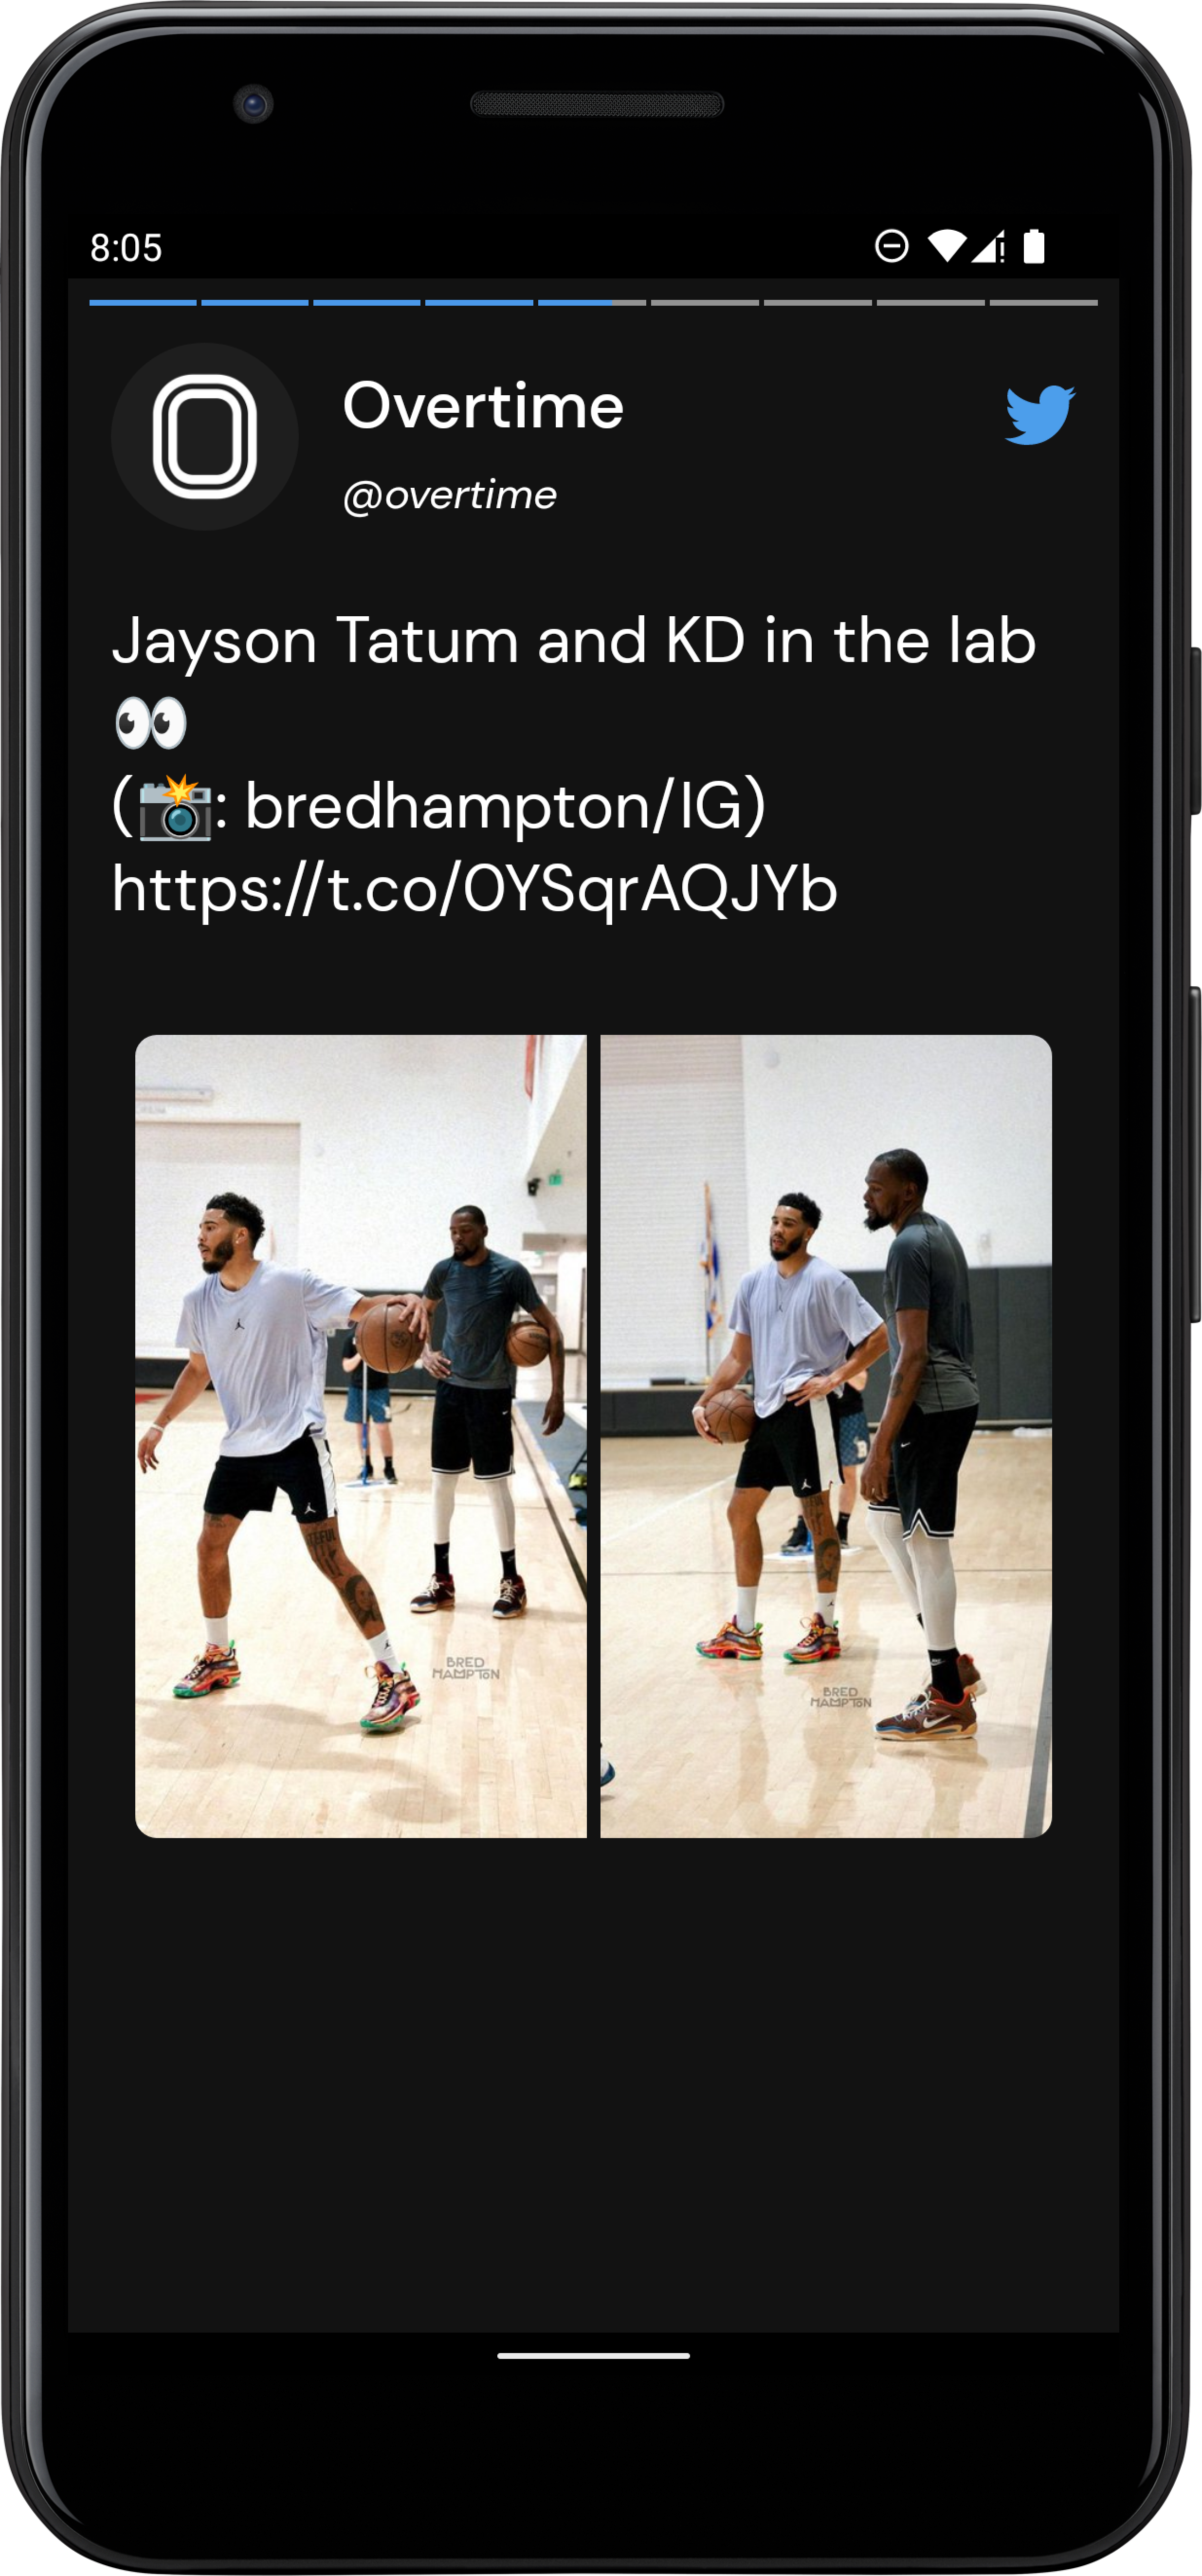 8:05
Overtime
@overtime
Jayson Tatum and KD in the lab
👀
(📸: bredhampton/IG)
https://t.co/0YSqrAQJYb
BRED
HAMPTON
BRED
HAMPTON